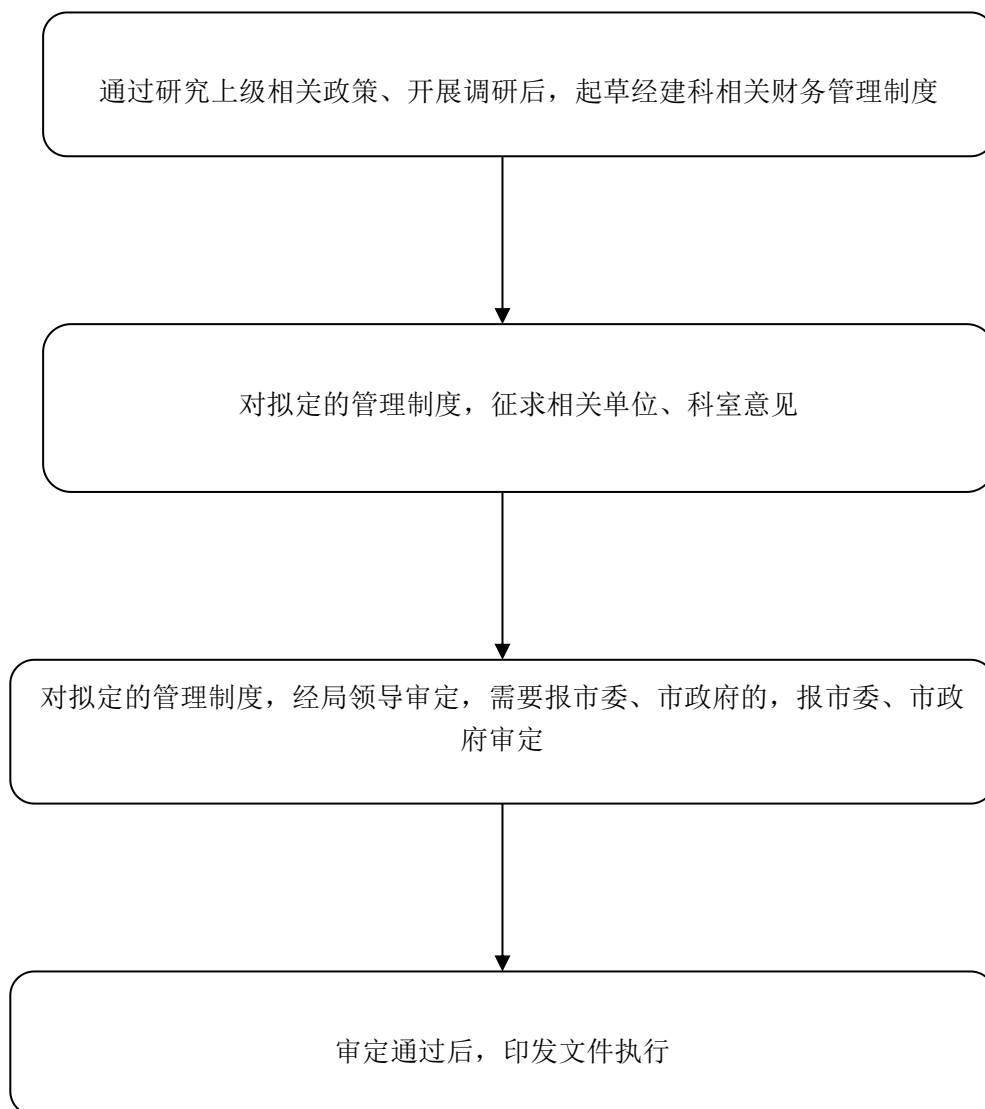 通过研究上级相关政策、开展调研后，起草经建科相关财务管理制度
对拟定的管理制度，征求相关单位、科室意见
对拟定的管理制度，经局领导审定，需要报市委、市政府的，报市委、市政
府审定
审定通过后，印发文件执行